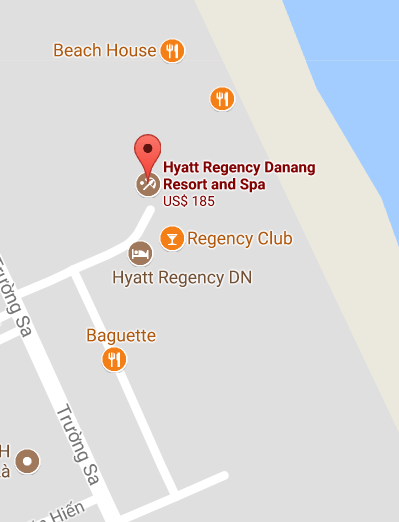 Beach House
Hyatt Regency Danang
Resort and Spa
US$ 185
Regency Club
Hyatt Regency DN
Trường Sa
Baguette
Trường Sa
H
à
Hiến